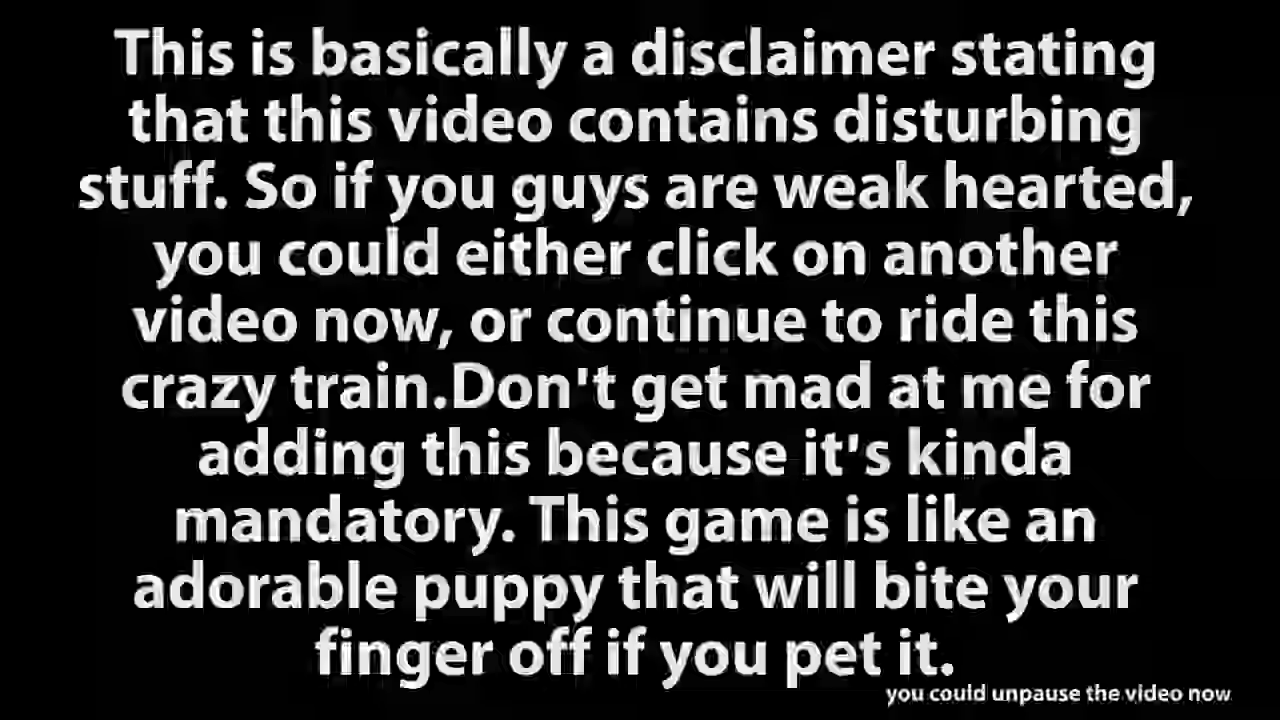 This is basically a disclaimer stating
that this video contains disturbing
stuff. So if you guys are weak hearted,
you could either click on another
video now, or continue to ride this
crazy train.Don't get mad at me for
adding this because it's kinda
mandatory. This game is like an
adorable puppy that will bite your
finger off if you pet it.
you could unpause the video now